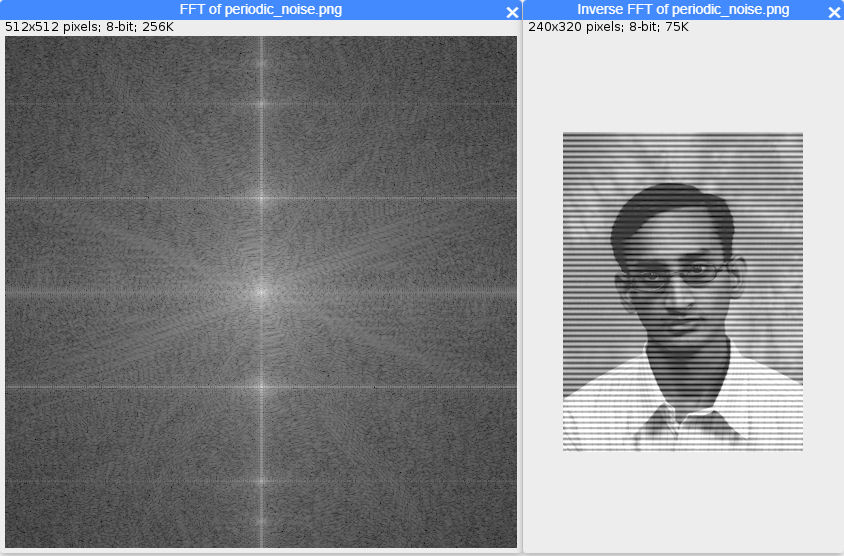 FFT of periodic_noise.png
512x512 pixels; 8-bit; 256K
Inverse FFT of periodic_noise.png
240x320 pixels; 8-bit; 75K